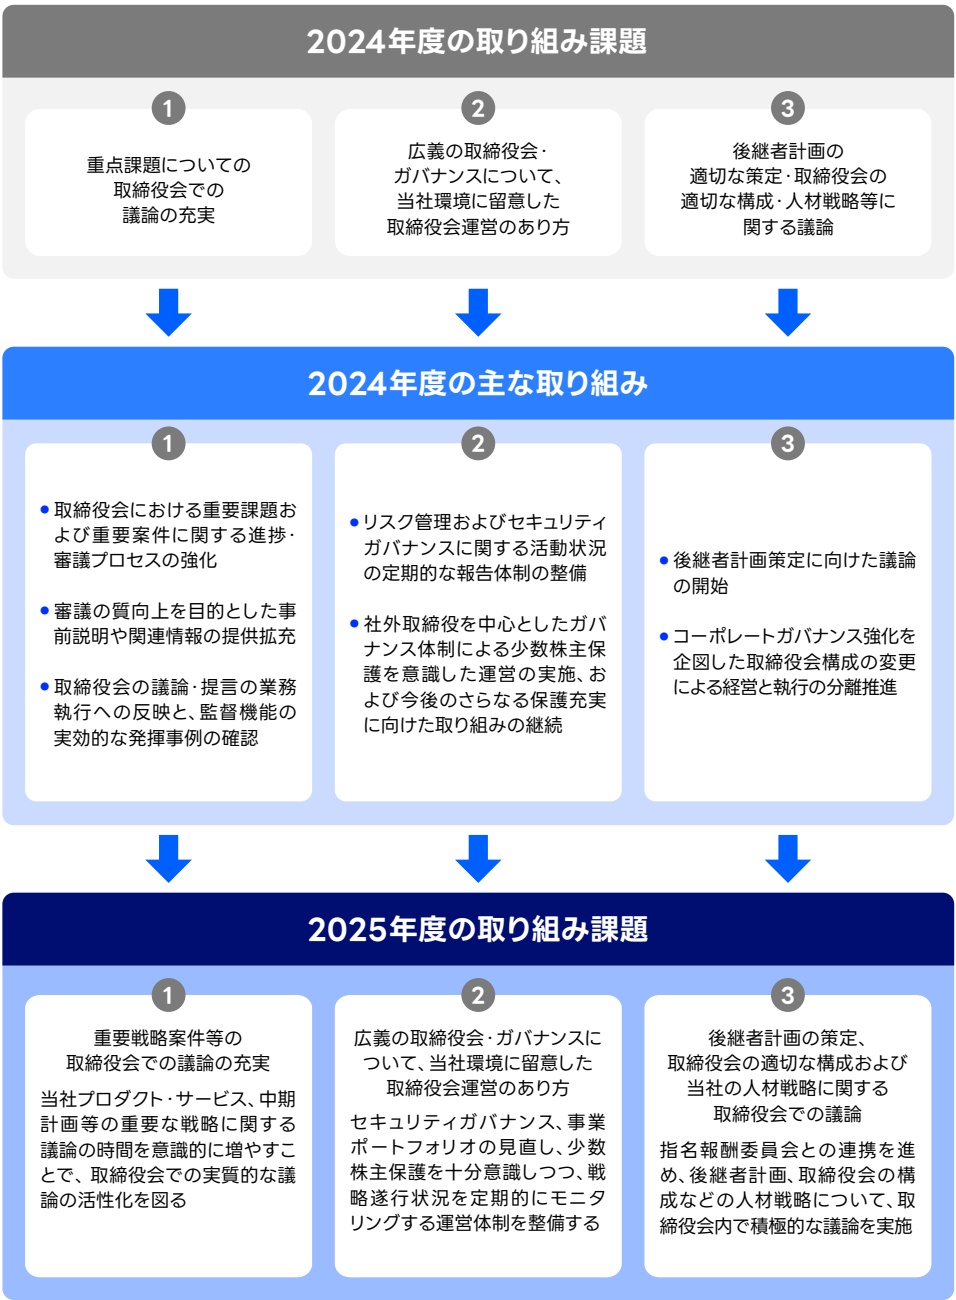 2024年度の取り組み課題
1
重点課題についての
取締役会での
議論の充実
2
広義の取締役会・
ガバナンスについて、
当社環境に留意した
取締役会運営のあり方
3
後継者計画の
適切な策定・取締役会の
適切な構成・人材戦略等に
関する議論
2024年度の主な取り組み
1
● 取締役会における重要課題お
よび重要案件に関する進捗・
審議プロセスの強化
● 審議の質向上を目的とした事
前説明や関連情報の提供拡充
● 取締役会の議論・提言の業務
執行への反映と、監督機能の
実効的な発揮事例の確認
2
● リスク管理およびセキュリティ
ガバナンスに関する活動状況
の定期的な報告体制の整備
● 社外取締役を中心としたガバ
ナンス体制による少数株主保
護を意識した運営の実施、お
よび今後のさらなる保護充実
に向けた取り組みの継続
3
● 後継者計画策定に向けた議論
の開始
● コーポレートガバナンス強化を
企図した取締役会構成の変更
による経営と執行の分離推進
2025年度の取り組み課題
1
重要戦略案件等の
取締役会での議論の充実
当社プロダクト・サービス、中期
計画等の重要な戦略に関する
議論の時間を意識的に増やすこ
とで、取締役会での実質的な議
論の活性化を図る
2
広義の取締役会・ガバナンスに
ついて、当社環境に留意した
取締役会運営のあり方
セキュリティガバナンス、事業
ポートフォリオの見直し、少数
株主保護を十分意識しつつ、戦
略遂行状況を定期的にモニタ
リングする運営体制を整備する
3
後継者計画の策定、
取締役会の適切な構成および
当社の人材戦略に関する
取締役会での議論
指名報酬委員会との連携を進
め、後継者計画、取締役会の構
成などの人材戦略について、取
締役会内で積極的な議論を実施